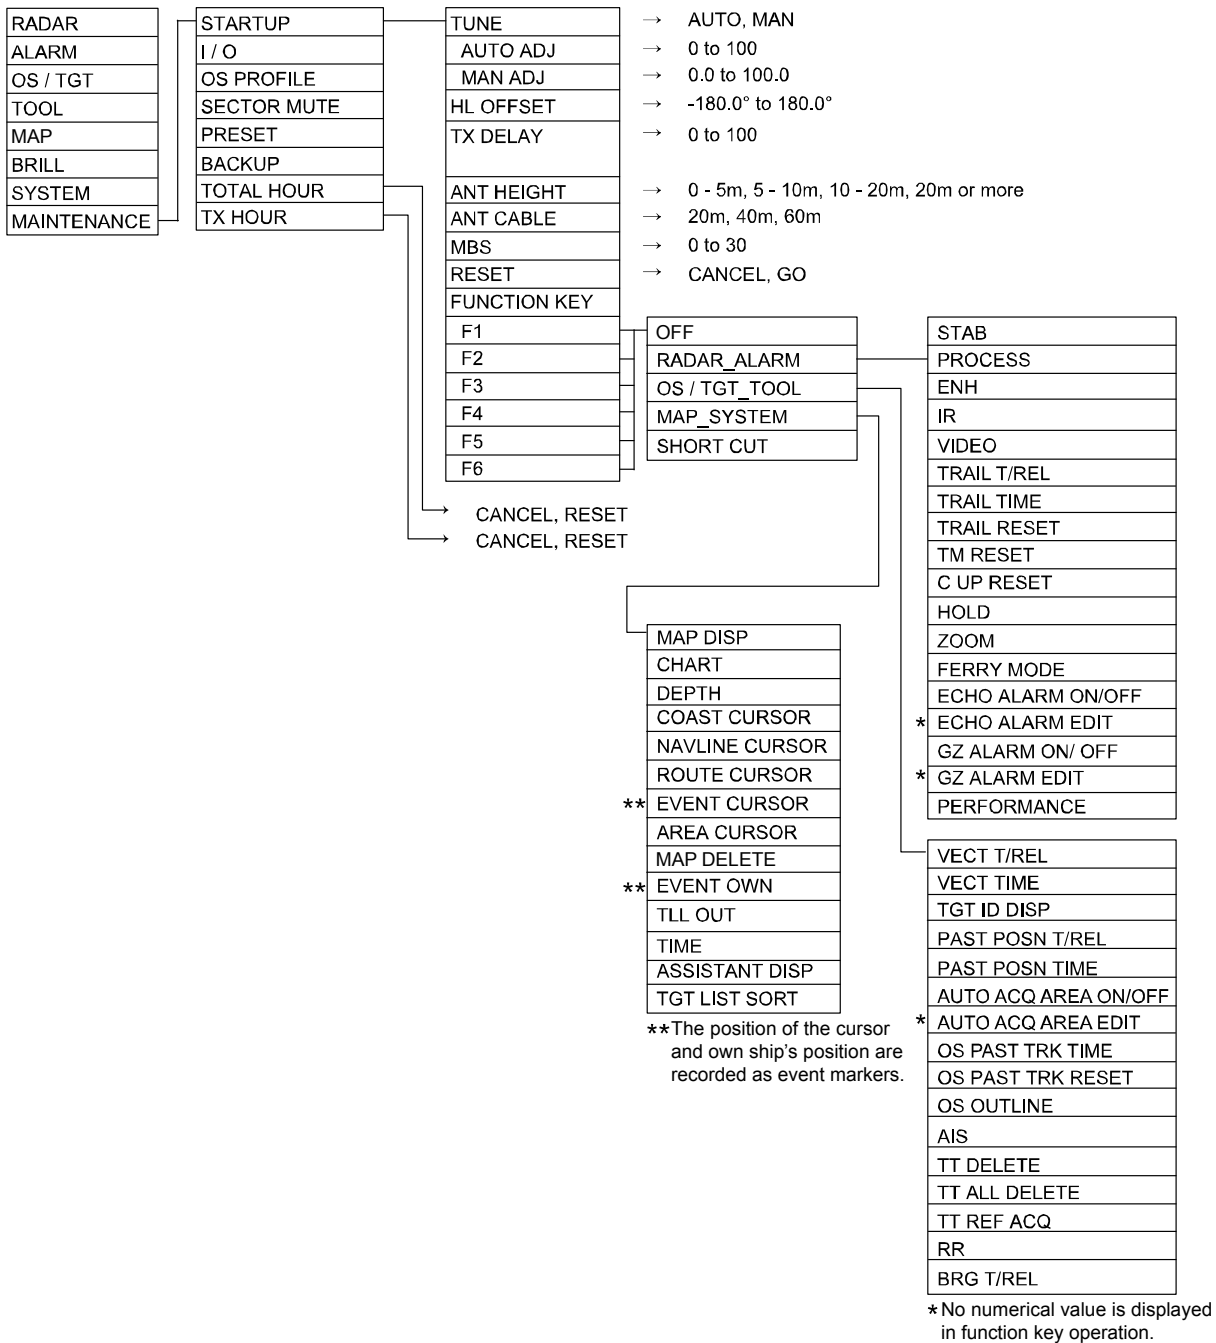 RADAR
ALARM
OS / TGT
TOOL
MAP
BRILL
SYSTEM
MAINTENANCE
STARTUP
I / O
OS PROFILE
SECTOR MUTE
PRESET
BACKUP
TOTAL HOUR
TX HOUR
TUNE → AUTO, MAN
AUTO ADJ → 0 to 100
MAN ADJ → 0.0 to 100.0
HL OFFSET → -180.0° to 180.0°
TX DELAY → 0 to 100
ANT HEIGHT → 0 - 5m, 5 - 10m, 10 - 20m, 20m or more
ANT CABLE → 20m, 40m, 60m
MBS → 0 to 30
RESET → CANCEL, GO
FUNCTION KEY
F1
F2
F3
F4
F5
F6
CANCEL, RESET
CANCEL, RESET
OFF
RADAR_ALARM
OS / TGT_TOOL
MAP_SYSTEM
SHORT CUT
STAB
PROCESS
ENH
IR
VIDEO
TRAIL T/REL
TRAIL TIME
TRAIL RESET
TM RESET
C UP RESET
HOLD
ZOOM
FERRY MODE
ECHO ALARM ON/OFF
* ECHO ALARM EDIT
GZ ALARM ON/ OFF
* GZ ALARM EDIT
PERFORMANCE
MAP DISP
CHART
DEPTH
COAST CURSOR
NAVLINE CURSOR
ROUTE CURSOR
** EVENT CURSOR
AREA CURSOR
MAP DELETE
** EVENT OWN
TLL OUT
TIME
ASSISTANT DISP
TGT LIST SORT
**The position of the cursor
and own ship's position are
recorded as event markers.
VECT T/REL
VECT TIME
TGT ID DISP
PAST POSN T/REL
PAST POSN TIME
AUTO ACQ AREA ON/OFF
* AUTO ACQ AREA EDIT
OS PAST TRK TIME
OS PAST TRK RESET
OS OUTLINE
AIS
TT DELETE
TT ALL DELETE
TT REF ACQ
RR
BRG T/REL
*No numerical value is displayed
in function key operation.